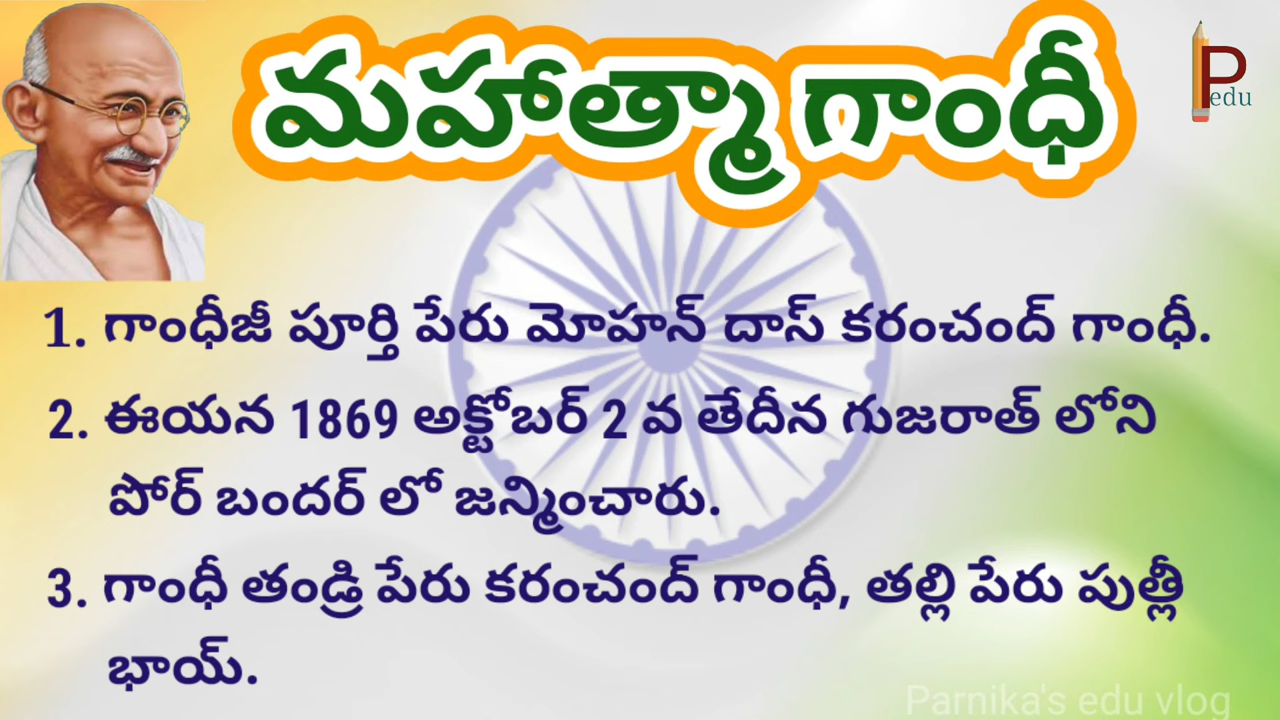 మహాత్మా గాంధీ
P
edu
1. గాంధీజీ పూర్తి పేరు మోహన్ దాస్ కరంచంద్ గాంధీ.
2. ఈయన 1869 అక్టోబర్ 2 వ తేదీన గుజరాత్ లోని
పోర్ బందర్ లో జన్మించారు.
3. గాంధీ తండ్రి పేరు కరంచంద్ గాంధీ, తల్లి పేరు పుత్లీ
భాయ్.
Parnika's edu vlog